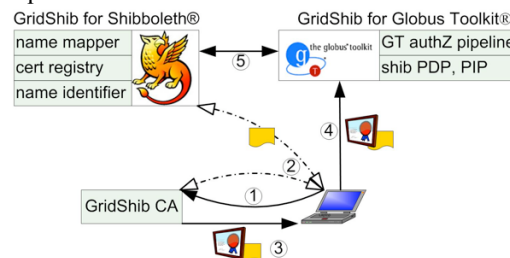 GridShib for Shibboleth®
GridShib for Globus Toolkit®
name mapper
cert registry
name identifier
g the globus toolkit
T
GT authZ pipeline
shib PDP, PIP
5
4
2
1
GridShib CA
3